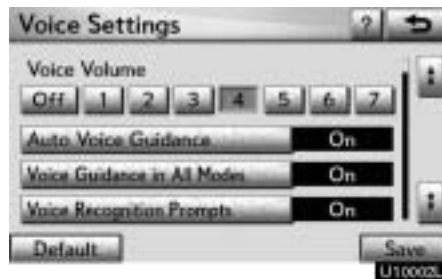 Voice Settings ?
Voice Volume
Off 1 2 3 4 5 6 7
Auto Voice Guidance On
Voice Guidance in All Modes On
Voice Recognition Prompts On
Default Save